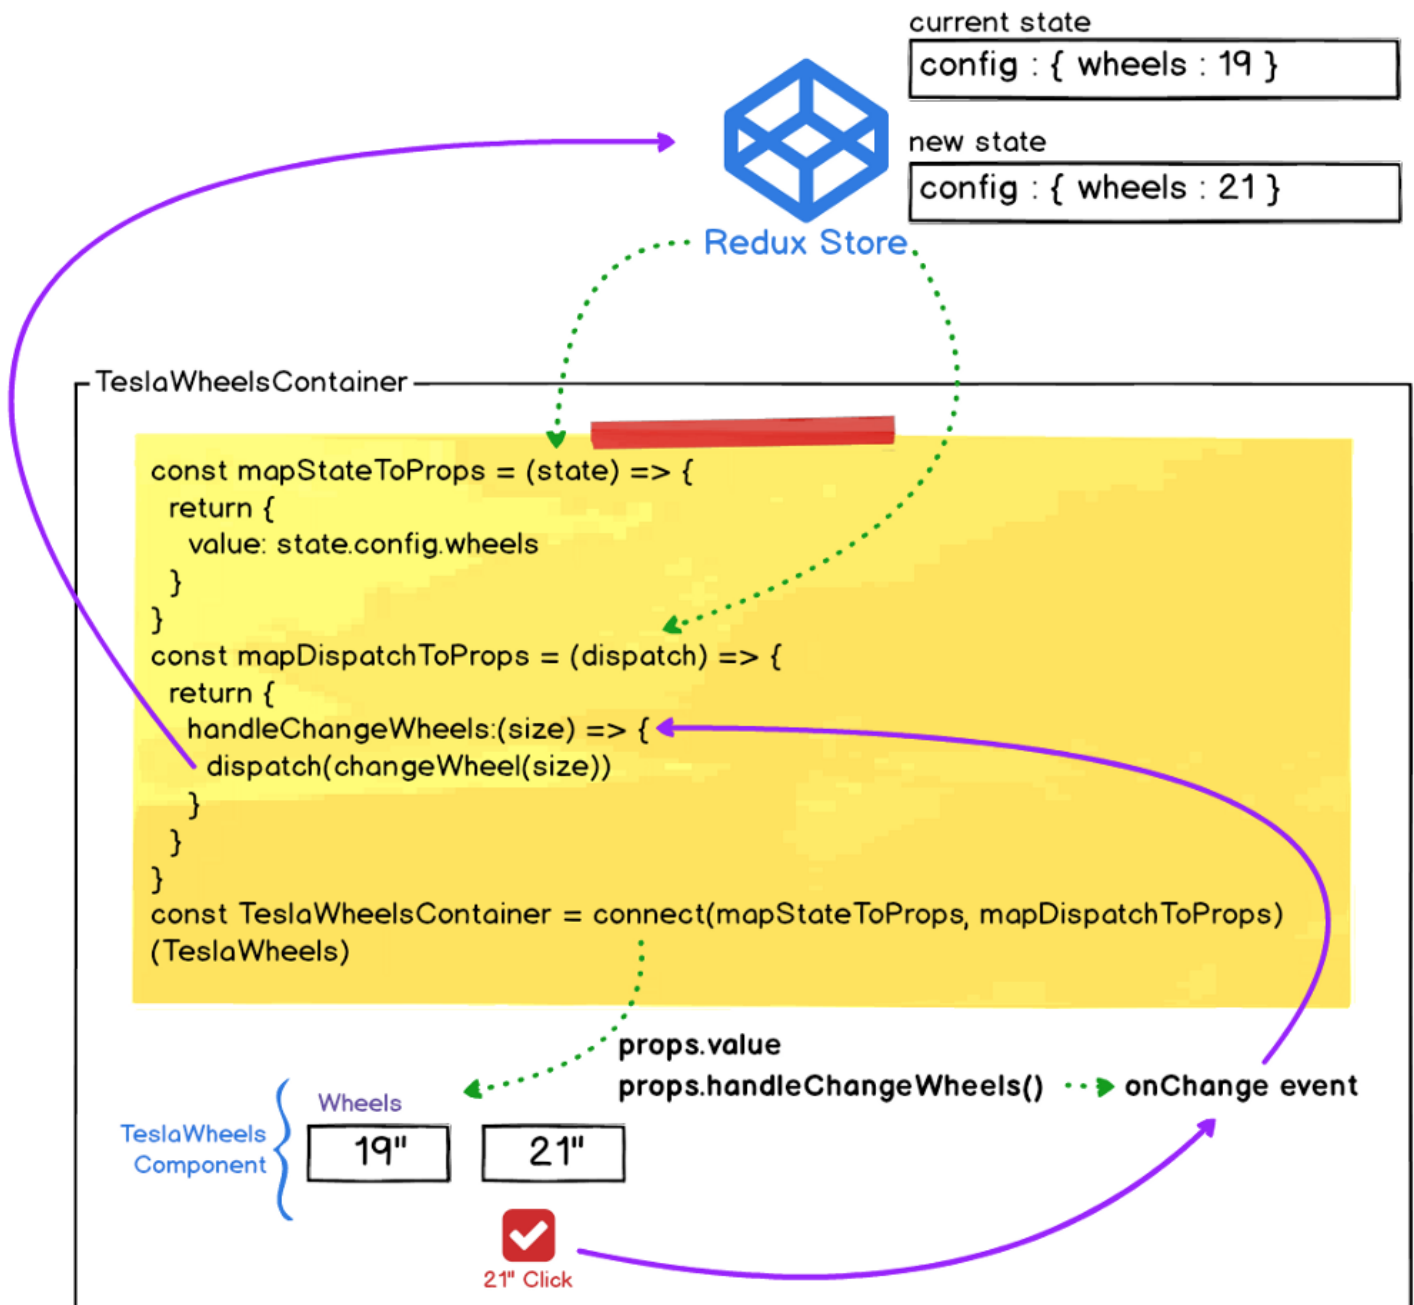 current state
config : { wheels : 19 }
new state
config : { wheels : 21 }
Redux Store
TeslaWheelsContainer
const mapStateToProps = (state) => {
return {
value: state.config.wheels
}
}
const mapDispatchToProps = (dispatch) => {
return {
handleChangeWheels:(size) => {
dispatch(changeWheel(size))
}
}
}
const TeslaWheelsContainer = connect(mapStateToProps, mapDispatchToProps)
(TeslaWheels)
props.value
props.handleChangeWheels()
onChange event
Wheels
TeslaWheels
Component
19"
21"
21" Click